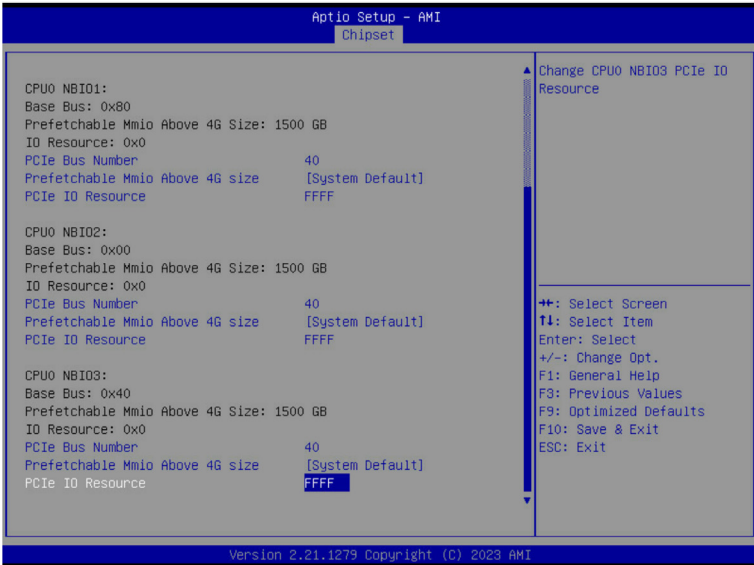 Aptio Setup - AMI
Chipset
CPU0 NBIO1:
Base Bus: 0x80
Prefetchable Mmio Above 4G Size: 1500 GB
IO Resource: 0x0
PCIe Bus Number 40
Prefetchable Mmio Above 4G size [System Default]
PCIe IO Resource FFFF
CPU0 NBIO2:
Base Bus: 0x00
Prefetchable Mmio Above 4G Size: 1500 GB
IO Resource: 0x0
PCIe Bus Number 40
Prefetchable Mmio Above 4G size [System Default]
PCIe IO Resource FFFF
CPU0 NBIO3:
Base Bus: 0x40
Prefetchable Mmio Above 4G Size: 1500 GB
IO Resource: 0x0
PCIe Bus Number 40
Prefetchable Mmio Above 4G size [System Default]
PCIe IO Resource FFFF
Change CPU0 NBIO3 PCIe IO
Resource
→←: Select Screen
↑↓: Select Item
Enter: Select
+/-: Change Opt.
F1: General Help
F3: Previous Values
F9: Optimized Defaults
F10: Save & Exit
ESC: Exit
Version 2.21.1279 Copyright (C) 2023 AMI